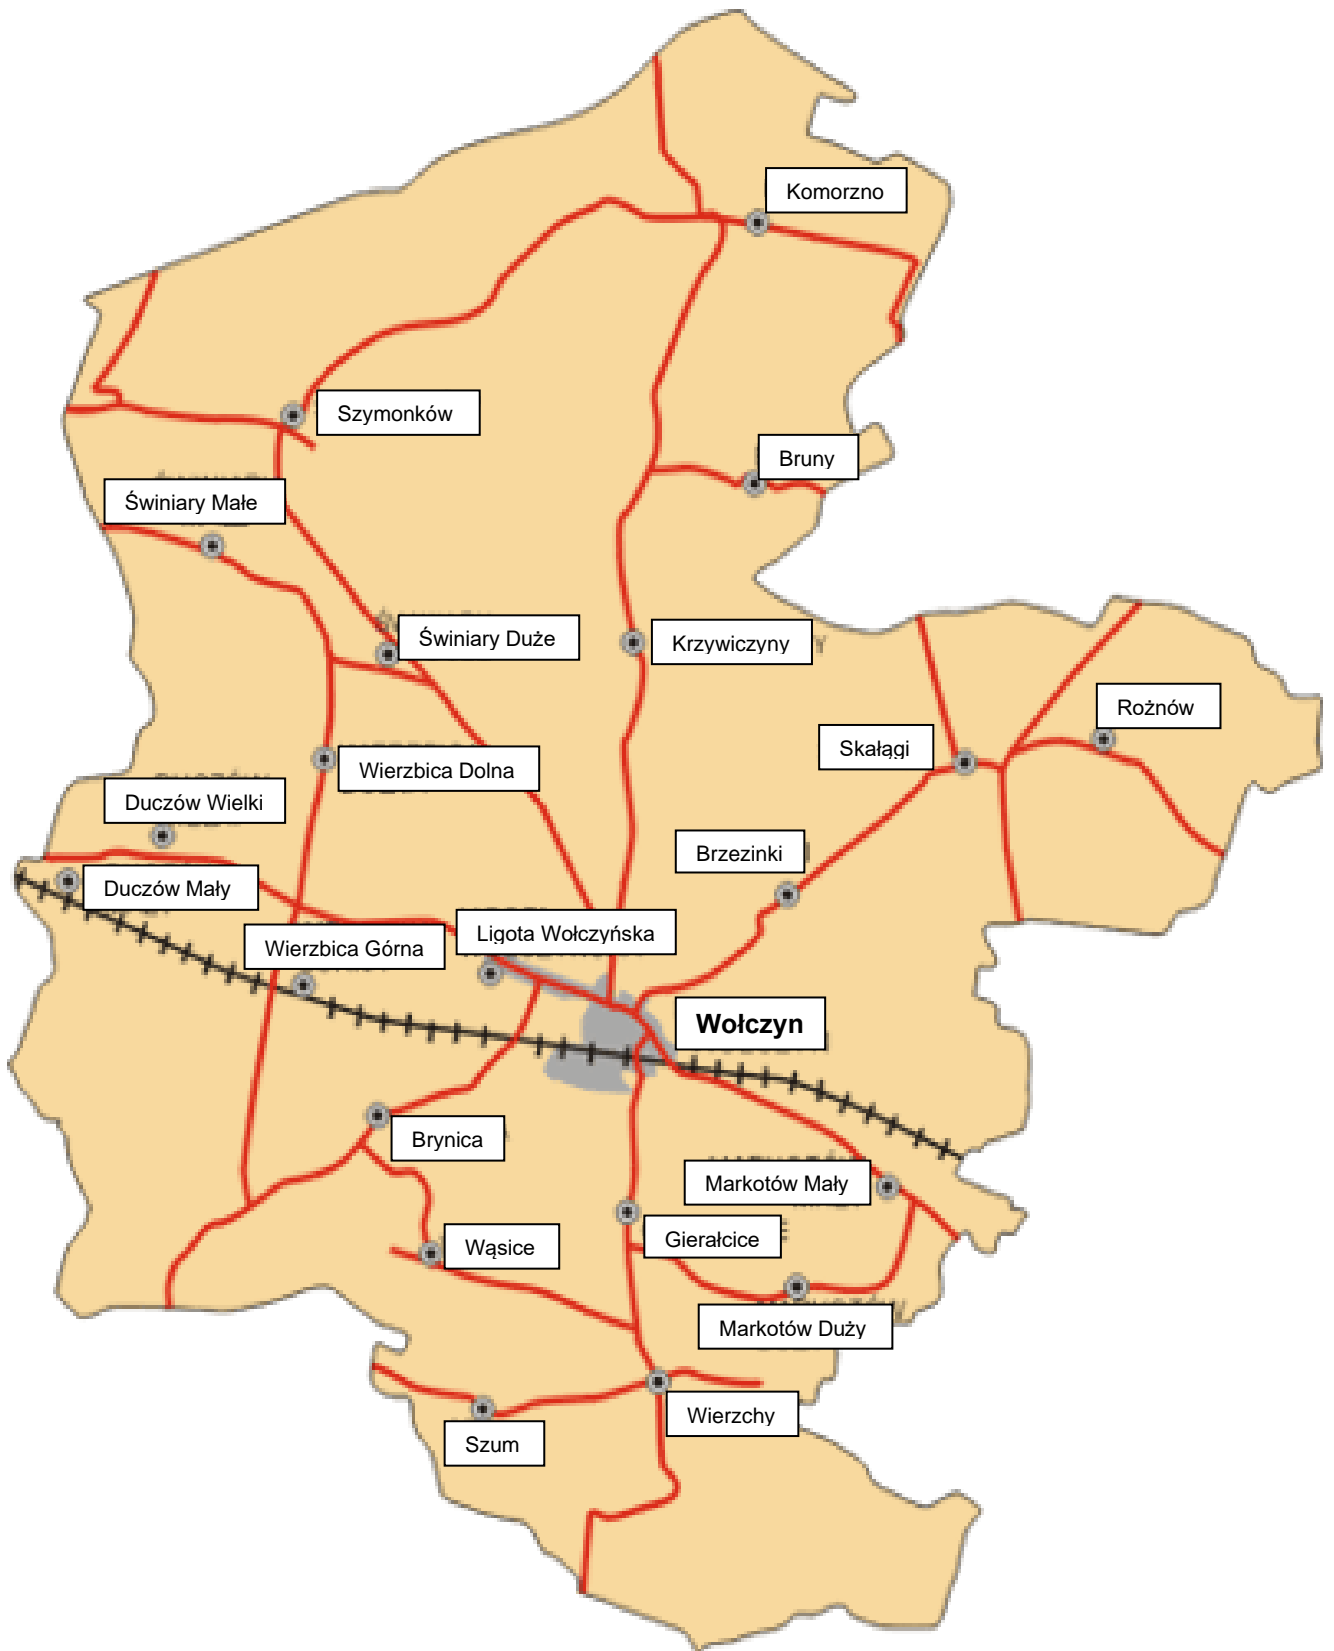 Komorzno
Szymonków
Bruny
Świniary Małe
Świniary Duże
Krzywiczyny
Rożnów
Skałągi
Wierzbica Dolna
Duczów Wielki
Brzezinki
Duczów Mały
Ligota Wołczyńska
Wierzbica Górna
Wołczyn
Brynica
Markotów Mały
Gierałcice
Wąsice
Markotów Duży
Wierzchy
Szum